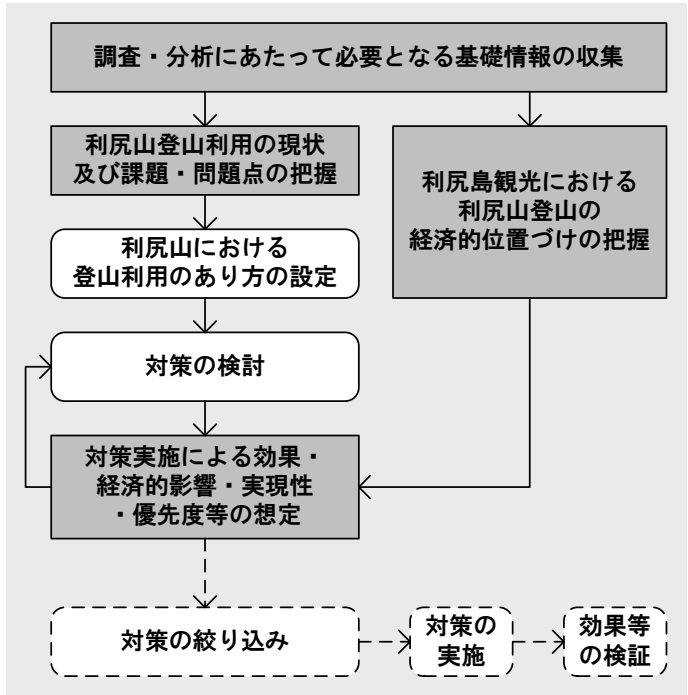 調査・分析にあたって必要となる基礎情報の収集
利尻山登山利用の現状
及び課題・問題点の把握
利尻島観光における
利尻山登山の
経済的位置づけの把握
利尻山における
登山利用のあり方の設定
対策の検討
対策実施による効果・
経済的影響・実現性
・優先度等の想定
対策の絞り込み
対策の
実施
効果等
の検証